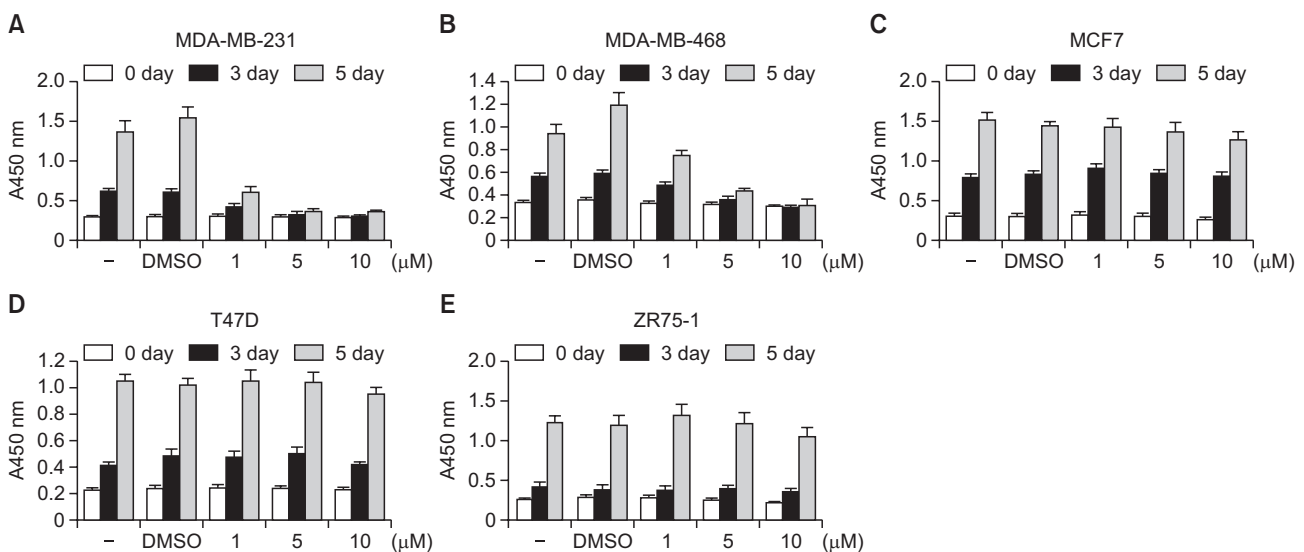 A
MDA-MB-231
0 day 3 day 5 day
2.0
1.5
1.0
0.5
0
A450 nm
– DMSO 1 5 10 (μM)
B
MDA-MB-468
0 day 3 day 5 day
1.4
1.2
1.0
0.8
0.6
0.4
0.2
0
A450 nm
– DMSO 1 5 10 (μM)
C
MCF7
0 day 3 day 5 day
2.0
1.5
1.0
0.5
0
A450 nm
– DMSO 1 5 10 (μM)
D
T47D
0 day 3 day 5 day
1.2
1.0
0.8
0.6
0.4
0.2
0
A450 nm
– DMSO 1 5 10 (μM)
E
ZR75-1
0 day 3 day 5 day
2.0
1.5
1.0
0.5
0
A450 nm
– DMSO 1 5 10 (μM)